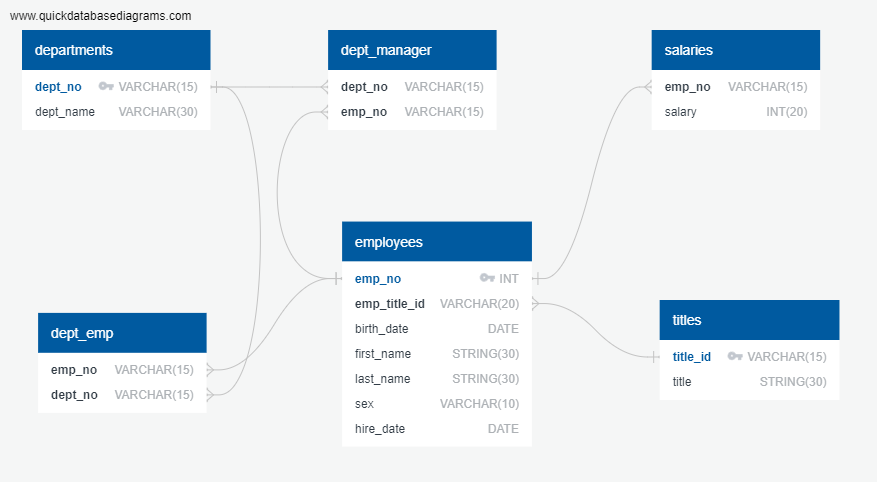 www.quickdatabasediagrams.com
departments
dept_no VARCHAR(15)
dept_name VARCHAR(30)
dept_manager
dept_no VARCHAR(15)
emp_no VARCHAR(15)
salaries
emp_no VARCHAR(15)
salary INT(20)
employees
emp_no INT
emp_title_id VARCHAR(20)
birth_date DATE
first_name STRING(30)
last_name STRING(30)
sex VARCHAR(10)
hire_date DATE
dept_emp
emp_no VARCHAR(15)
dept_no VARCHAR(15)
titles
title_id VARCHAR(15)
title STRING(30)